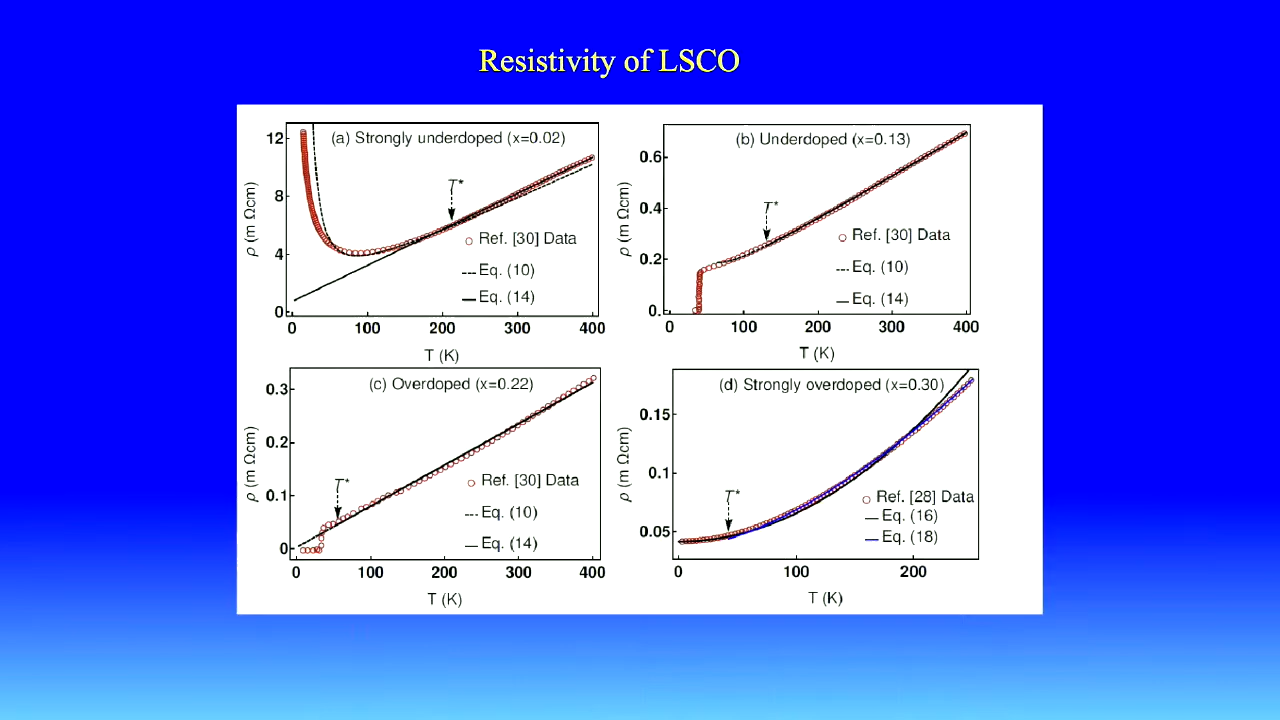 Resistivity of LSCO
(a) Strongly underdoped (x=0.02)
12
8
4
0
ρ (m Ωcm)
T*
Ref. [30] Data
Eq. (10)
Eq. (14)
0 100 200 300 400
T (K)
(b) Underdoped (x=0.13)
0.6
0.4
0.2
0.
ρ (m Ωcm)
T*
Ref. [30] Data
Eq. (10)
Eq. (14)
0 100 200 300 400
T (K)
(c) Overdoped (x=0.22)
0.3
0.2
0.1
0
ρ (m Ωcm)
T*
Ref. [30] Data
Eq. (10)
Eq. (14)
0 100 200 300 400
T (K)
(d) Strongly overdoped (x=0.30)
0.15
0.1
0.05
ρ (m Ωcm)
T*
Ref. [28] Data
Eq. (16)
Eq. (18)
0 100 200
T (K)